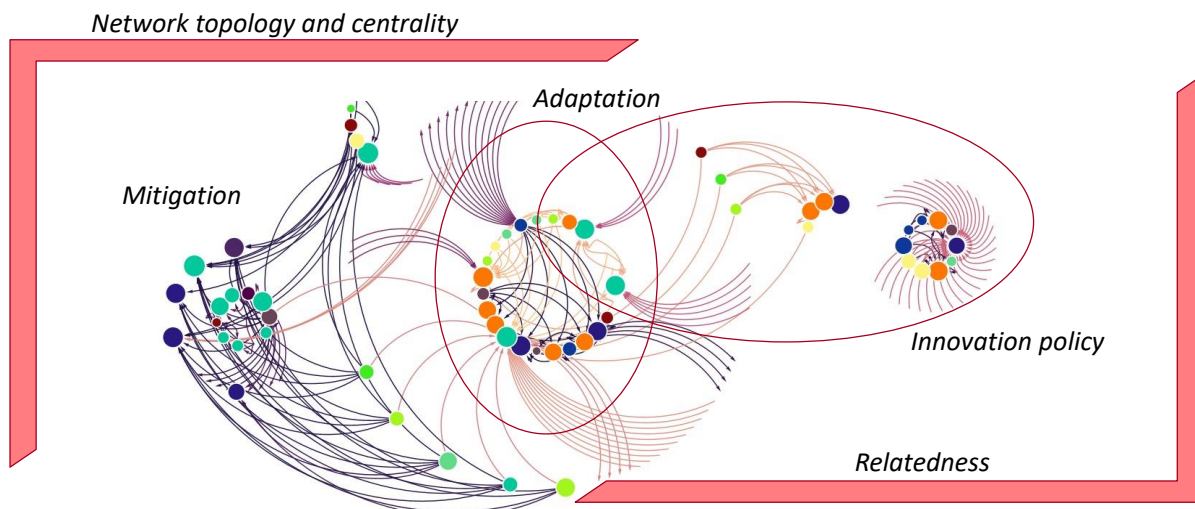 Network topology and centrality
Adaptation
Mitigation
Innovation policy
Relatedness